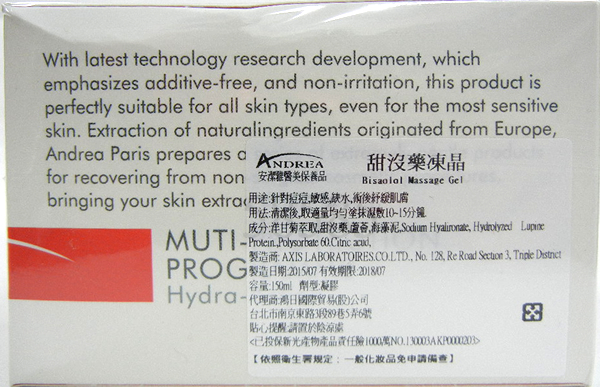 With latest technology research development, which
emphasizes additive-free, and non-irritation, this product is
perfectly suitable for all skin types, even for the most sensitive
skin. Extraction of naturalingredients originated from Europe,
Andrea Paris prepares a
for recovering from non
bringing your skin extra
MUTI-
PROG
Hydra-
ANDREA
安潔雅醫美保養品
甜沒藥凍晶
Bisaolol Massage Gel
用途:針對痘痘,敏感,缺水,術後紓緩肌膚
用法:清潔後,取適量均勻塗抹濕敷10-15分鐘
成分:洋甘菊萃取,甜沒藥,蘆薈,海藻泥,Sodium Hyaluronate, Hydrolyzed Lupine
Protein,,Polysorbate 60.Citric acid,
製造商: AXIS LABORATOIRES.CO.LTD., No. 128, Re Road Section 3, Triple District
製造日期:2015/07 有效期限:2018/07
容量:150ml 劑型:凝膠
代理商:鴻日國際貿易(股)公司
台北市南京東路3段89巷5弄6號
貼心提醒:請置於陰涼處
<已投保新光產物產品責任險1000萬NO.130003AKP0000203>
【依照衛生署規定：一般化妝品免申請備查】